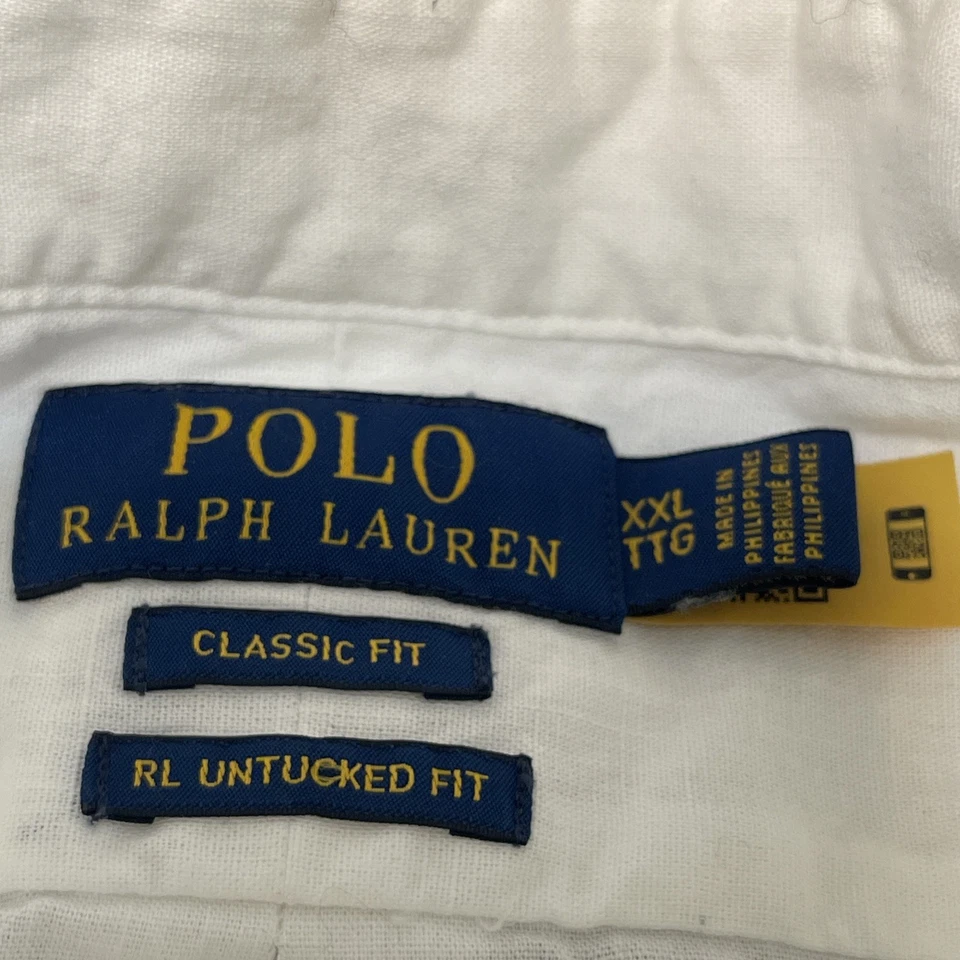 POLO
RALPH LAUREN
XXL
TTG
MADE IN
PHILIPPINES
FABRIQUÉ AUX
PHILIPPINES
CLASSIC FIT
RL UNTUCKED FIT